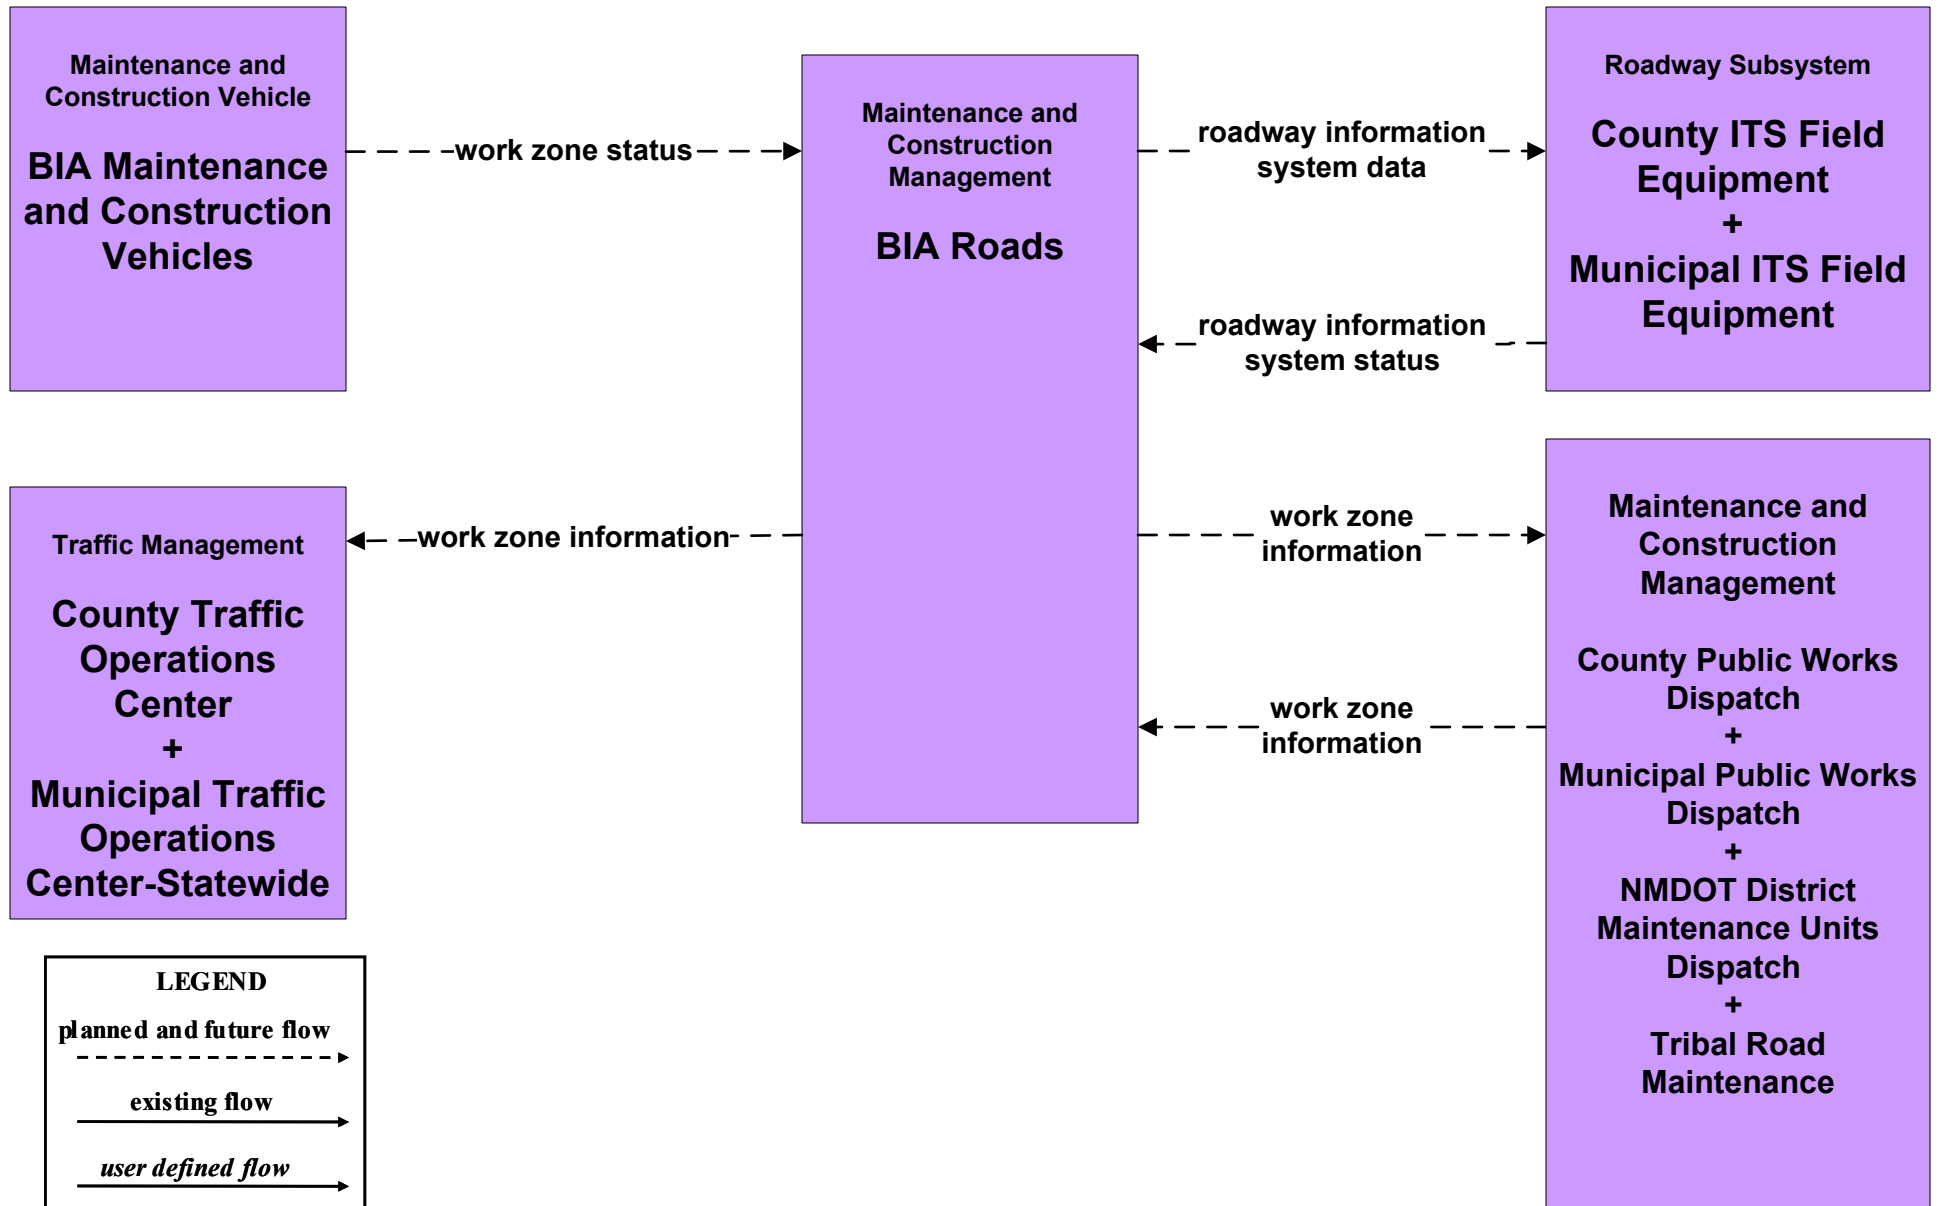 Maintenance and
Construction Vehicle
BIA Maintenance
and Construction
Vehicles
work zone status
Maintenance and
Construction
Management
BIA Roads
roadway information
system data
roadway information
system status
Roadway Subsystem
County ITS Field
Equipment
+
Municipal ITS Field
Equipment
Traffic Management
County Traffic
Operations
Center
+
Municipal Traffic
Operations
Center-Statewide
work zone information
work zone
information
work zone
information
Maintenance and
Construction
Management
County Public Works
Dispatch
+
Municipal Public Works
Dispatch
+
NMDOT District
Maintenance Units
Dispatch
+
Tribal Road
Maintenance
LEGEND
planned and future flow
existing flow
user defined flow